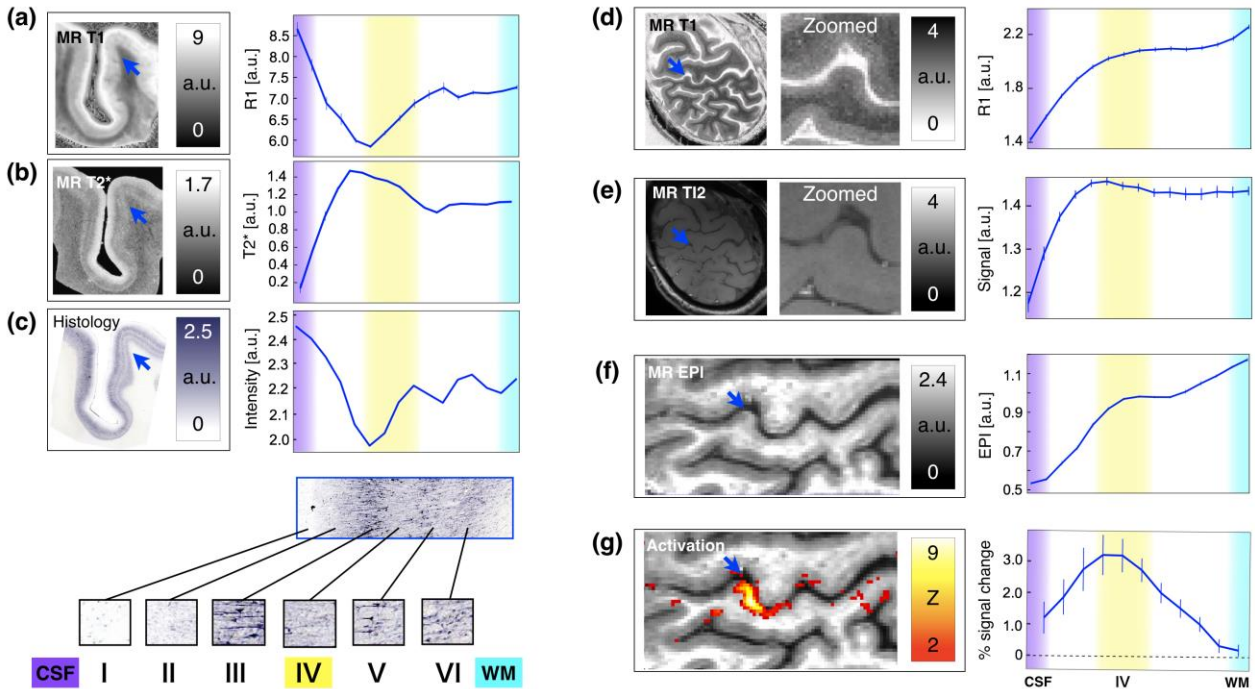 (a)
MR T1
9
a.u.
0
R1 [a.u.]
8.5
8.0
7.5
7.0
6.5
6.0
(b)
MR T2*
1.7
a.u.
0
T2* [a.u.]
1.4
1.2
1.0
0.8
0.6
0.4
0.2
(c)
Histology
2.5
a.u.
0
Intensity [a.u.]
2.5
2.4
2.3
2.2
2.1
2.0
CSF I II III IV V VI WM
(d)
MR T1
Zoomed
4
a.u.
0
R1 [a.u.]
2.2
1.8
1.4
(e)
MR TI2
Zoomed
4
a.u.
0
Signal [a.u.]
1.4
1.3
1.2
(f)
MR EPI
2.4
a.u.
0
EPI [a.u.]
1.1
0.9
0.7
0.5
(g)
Activation
9
Z
2
% signal change
3.0
2.0
1.0
0
CSF IV WM